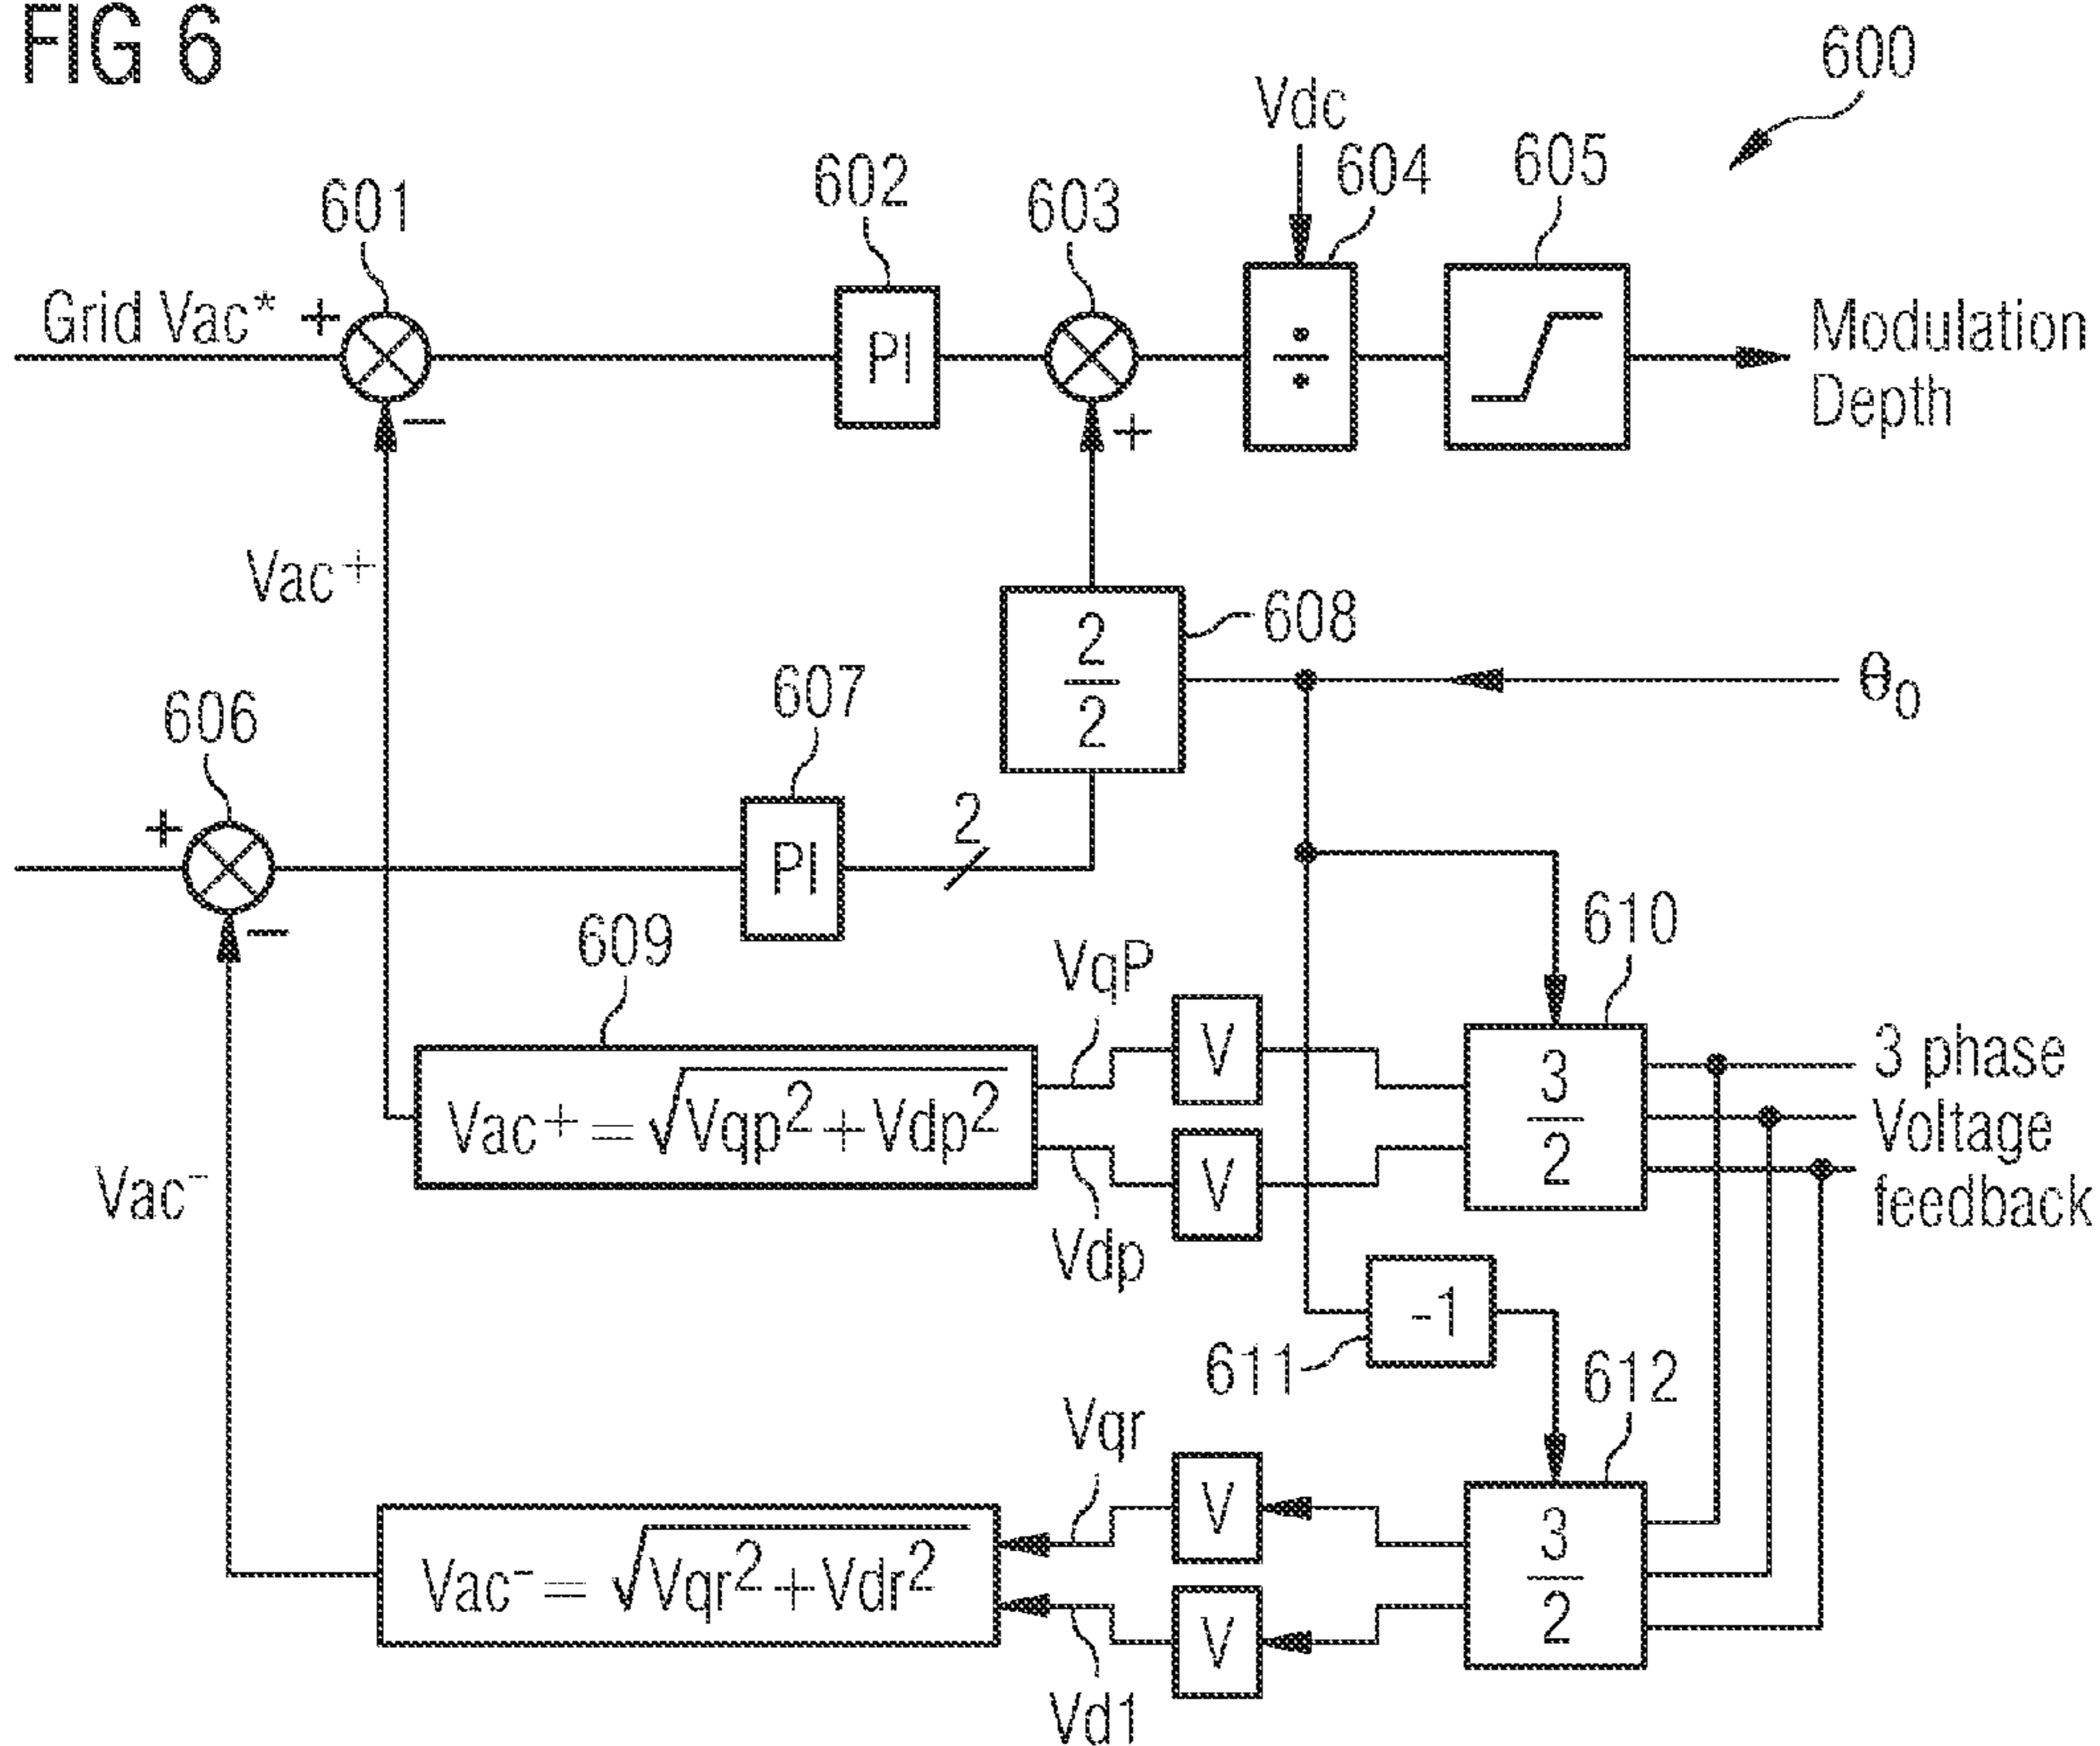 FIG 6
600
Vdc
604
605
602
603
601
Grid Vac* +
PI
÷
Modulation
Depth
−
+
Vac+
2
2
608
θ0
607
606
+
2
PI
−
609
610
VqP
V
3
2
3 phase
Voltage
feedback
Vac+ = √Vqp² + Vdp²
V
Vac−
Vdp
-1
611
612
Vqr
V
3
2
Vac− = √Vqr² + Vdr²
V
Vd1